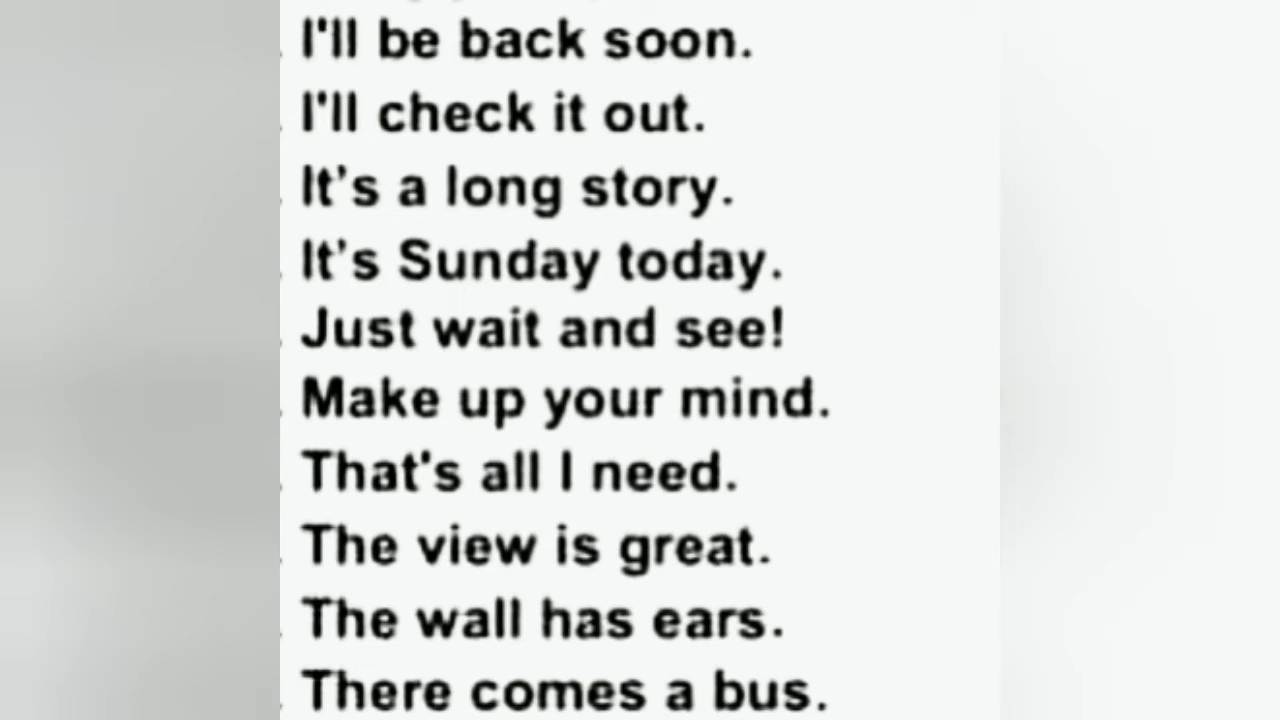 I'll be back soon.
I'll check it out.
It's a long story.
It’s Sunday today.
Just wait and see!
Make up your mind.
That's all I need.
The view is great.
The wall has ears.
There comes a bus.